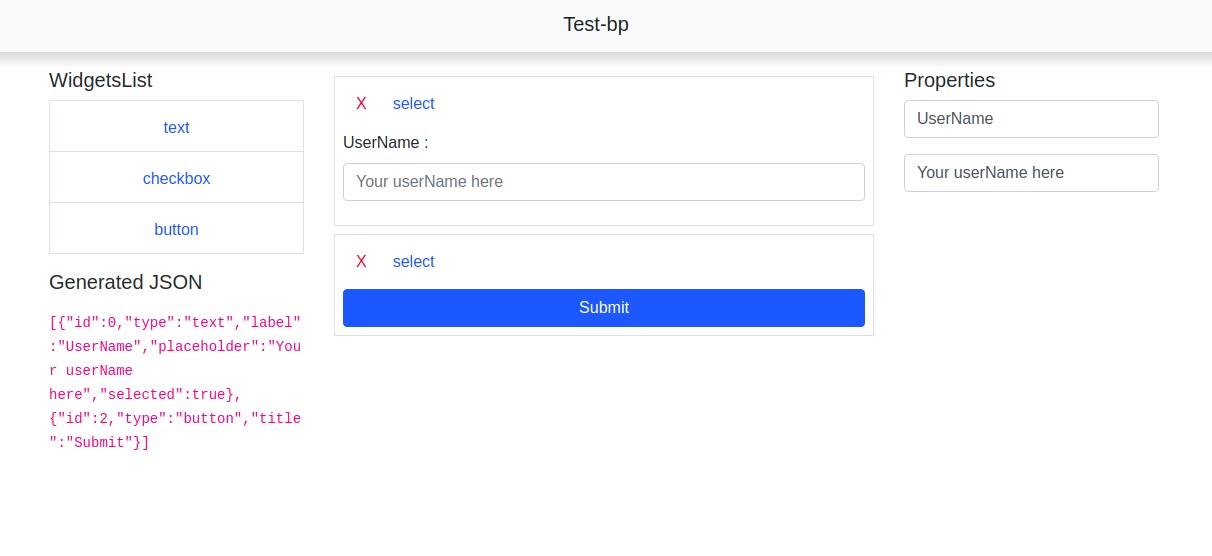 Test-bp
WidgetsList
text
checkbox
button
Generated JSON
[{"id":0,"type":"text","label"
:"UserName","placeholder":"You
r userName
here","selected":true},
{"id":2,"type":"button","title
":"Submit"}]
X select
UserName :
Your userName here
X select
Submit
Properties
UserName
Your userName here